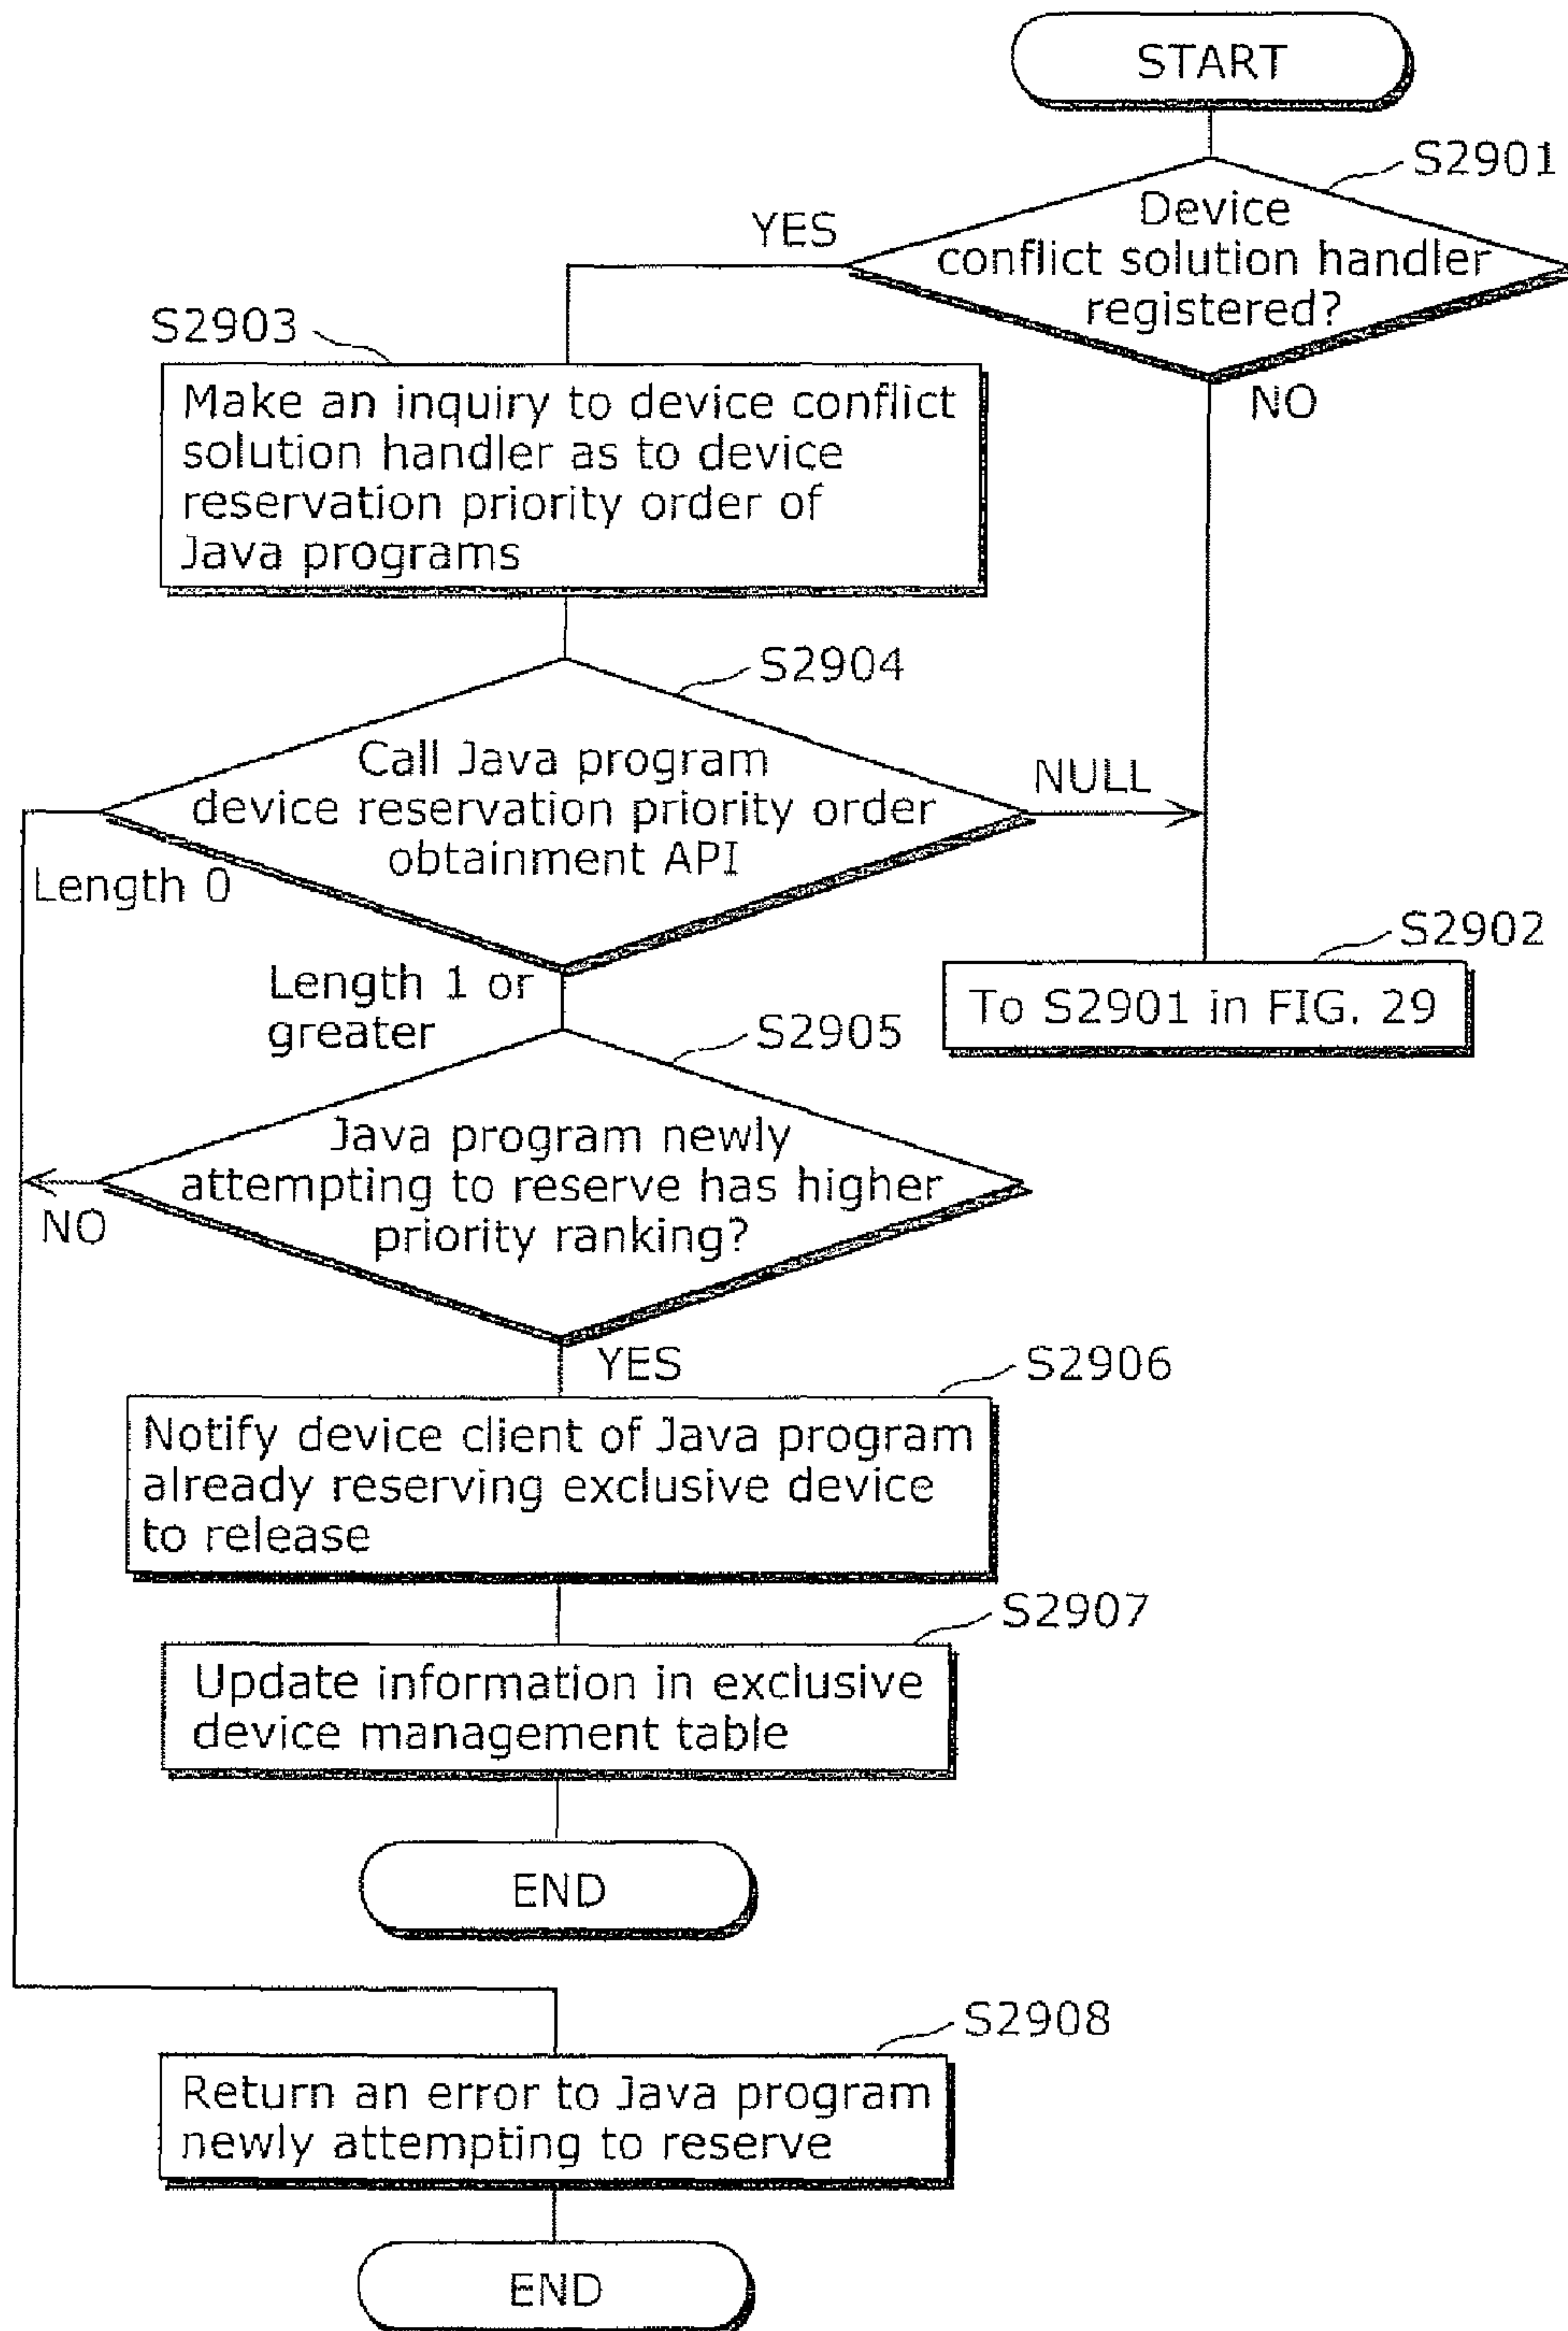 START
S2901
Device
conflict solution handler
registered?
YES
NO
S2903
Make an inquiry to device conflict
solution handler as to device
reservation priority order of
Java programs
S2904
Call Java program
device reservation priority order
obtainment API
NULL
Length 0
Length 1 or
greater
S2902
To S2901 in FIG. 29
S2905
Java program newly
attempting to reserve has higher
priority ranking?
NO
YES
S2906
Notify device client of Java program
already reserving exclusive device
to release
S2907
Update information in exclusive
device management table
END
S2908
Return an error to Java program
newly attempting to reserve
END